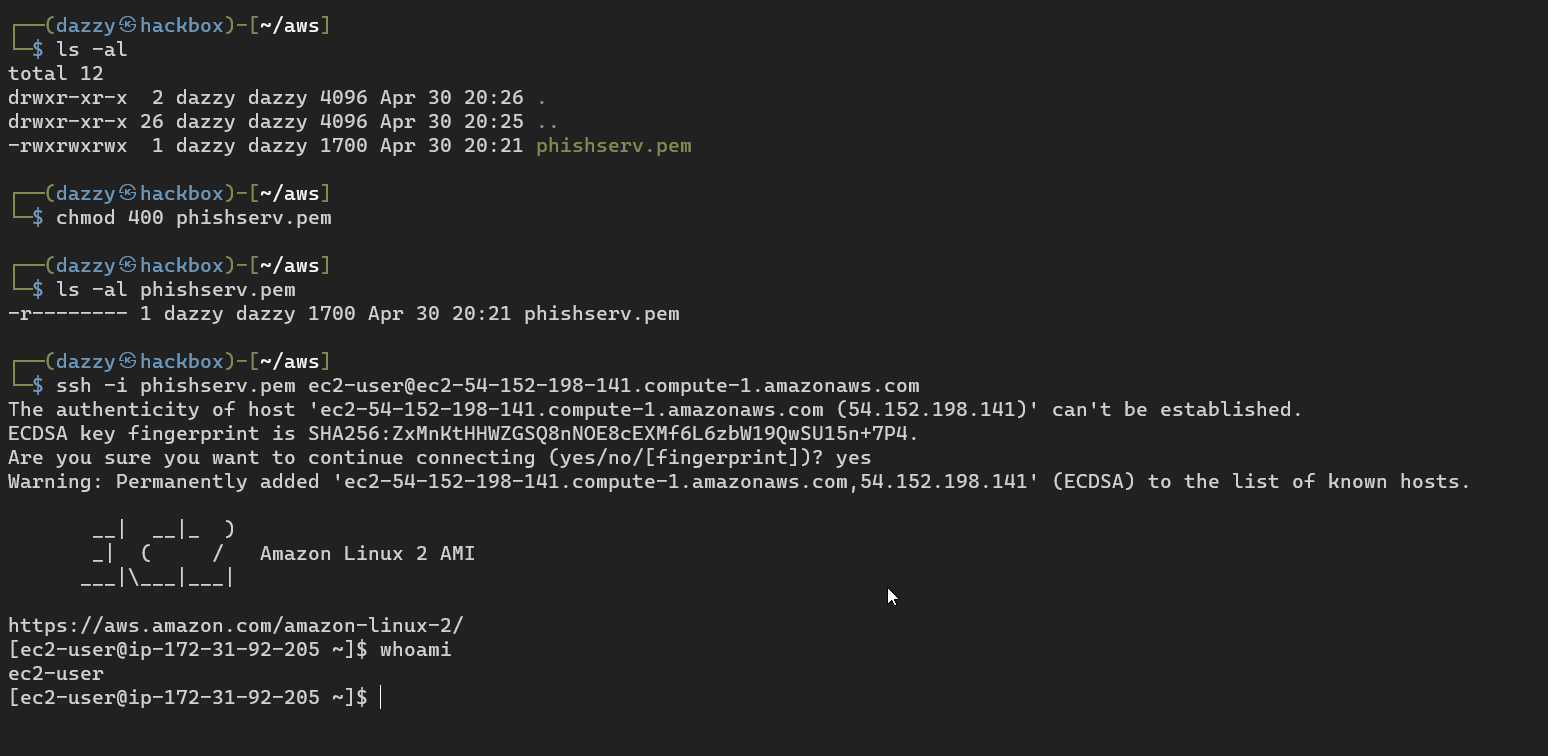 ┌──(dazzy㉿hackbox)-[~/aws]
└─$ ls -al
total 12
drwxr-xr-x  2 dazzy dazzy 4096 Apr 30 20:26 .
drwxr-xr-x 26 dazzy dazzy 4096 Apr 30 20:25 ..
-rwxrwxrwx  1 dazzy dazzy 1700 Apr 30 20:21 phishserv.pem
┌──(dazzy㉿hackbox)-[~/aws]
└─$ chmod 400 phishserv.pem
┌──(dazzy㉿hackbox)-[~/aws]
└─$ ls -al phishserv.pem
-r-------- 1 dazzy dazzy 1700 Apr 30 20:21 phishserv.pem
┌──(dazzy㉿hackbox)-[~/aws]
└─$ ssh -i phishserv.pem ec2-user@ec2-54-152-198-141.compute-1.amazonaws.com
The authenticity of host 'ec2-54-152-198-141.compute-1.amazonaws.com (54.152.198.141)' can't be established.
ECDSA key fingerprint is SHA256:ZxMnKtHHWZGSQ8nNOE8cEXMf6L6zbW19QwSU15n+7P4.
Are you sure you want to continue connecting (yes/no/[fingerprint])? yes
Warning: Permanently added 'ec2-54-152-198-141.compute-1.amazonaws.com,54.152.198.141' (ECDSA) to the list of known hosts.
       __|  __|_  )
       _|  (     /   Amazon Linux 2 AMI
      ___|\___|___|
https://aws.amazon.com/amazon-linux-2/
[ec2-user@ip-172-31-92-205 ~]$ whoami
ec2-user
[ec2-user@ip-172-31-92-205 ~]$